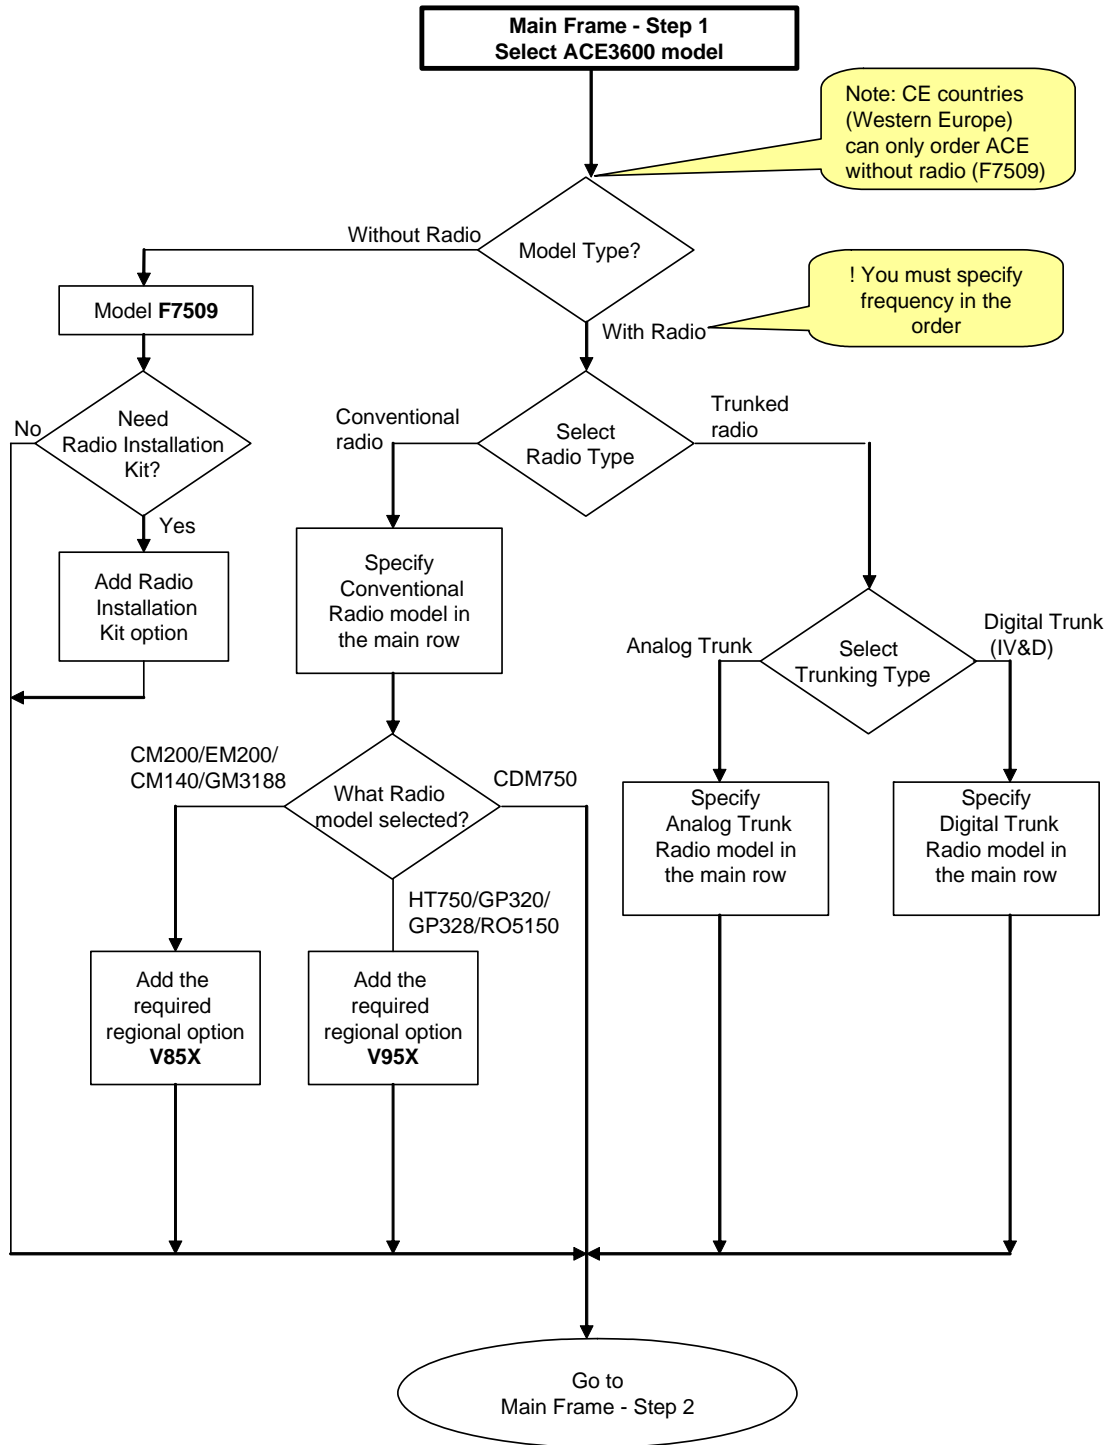 Main Frame - Step 1
Select ACE3600 model
Note: CE countries
(Western Europe)
can only order ACE
without radio (F7509)
Without Radio
Model Type?
! You must specify
frequency in the
order
Model F7509
With Radio
No
Need
Radio Installation
Kit?
Conventional
radio
Select
Radio Type
Trunked
radio
Yes
Add Radio
Installation
Kit option
Specify
Conventional
Radio model in
the main row
Analog Trunk
Select
Trunking Type
Digital Trunk
(IV&D)
CM200/EM200/
CM140/GM3188
What Radio
model selected?
CDM750
Specify
Analog Trunk
Radio model in
the main row
Specify
Digital Trunk
Radio model in
the main row
HT750/GP320/
GP328/RO5150
Add the
required
regional option
V85X
Add the
required
regional option
V95X
Go to
Main Frame - Step 2